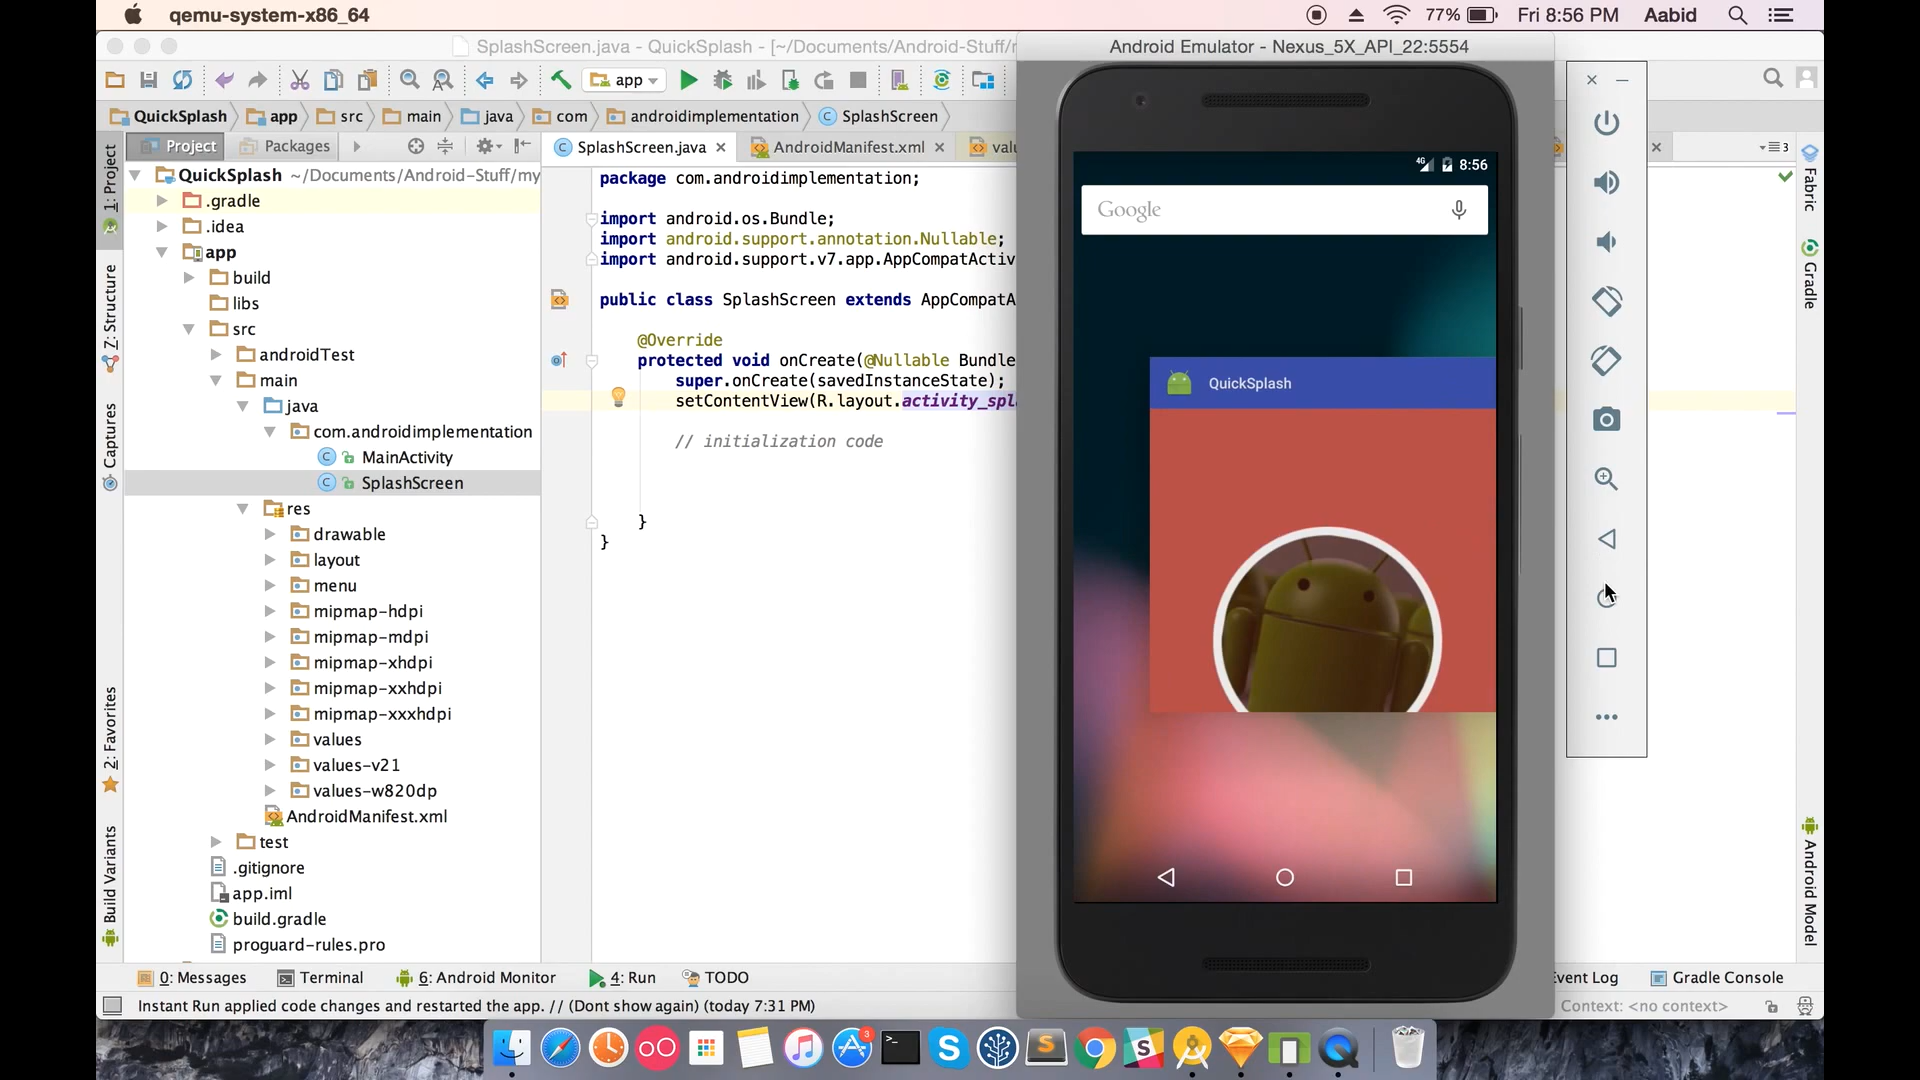 qemu-system-x86_64
77%
Fri 8:56 PM
Aabid
SplashScreen.java - QuickSplash - [~/Documents/Android-Stuff/
Android Emulator - Nexus_5X_API_22:5554
app
QuickSplash
app
src
main
java
com
androidimplementation
SplashScreen
Project
Packages
SplashScreen.java
AndroidManifest.xml
3
1: Project
Z: Structure
Captures
2: Favorites
Build Variants
QuickSplash ~/Documents/Android-Stuff/my
.gradle
.idea
app
build
libs
src
androidTest
main
java
com.androidimplementation
MainActivity
SplashScreen
res
drawable
layout
menu
mipmap-hdpi
mipmap-mdpi
mipmap-xhdpi
mipmap-xxhdpi
mipmap-xxxhdpi
values
values-v21
values-w820dp
AndroidManifest.xml
test
.gitignore
app.iml
build.gradle
proguard-rules.pro
package com.androidimplementation;
import android.os.Bundle;
import android.support.annotation.Nullable;
import android.support.v7.app.AppCompatActiv
public class SplashScreen extends AppCompatA
@Override
protected void onCreate(@Nullable Bundle
super.onCreate(savedInstanceState);
setContentView(R.layout.activity_spl
// initialization code
}
}
4G
8:56
Google
QuickSplash
Fabric
Gradle
Android Model
0: Messages
Terminal
6: Android Monitor
4: Run
TODO
Event Log
Gradle Console
Instant Run applied code changes and restarted the app. // (Dont show again) (today 7:31 PM)
Context: <no context>
3